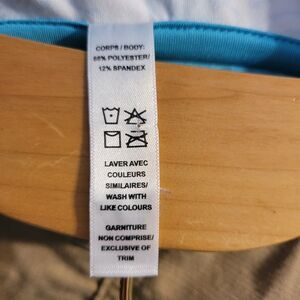 CORPS / BODY:
88% POLYESTER/
12% SPANDEX
LAVER AVEC
COULEURS
SIMILAIRES/
WASH WITH
LIKE COLOURS
GARNITURE
NON COMPRISE/
EXCLUSIVE OF
TRIM